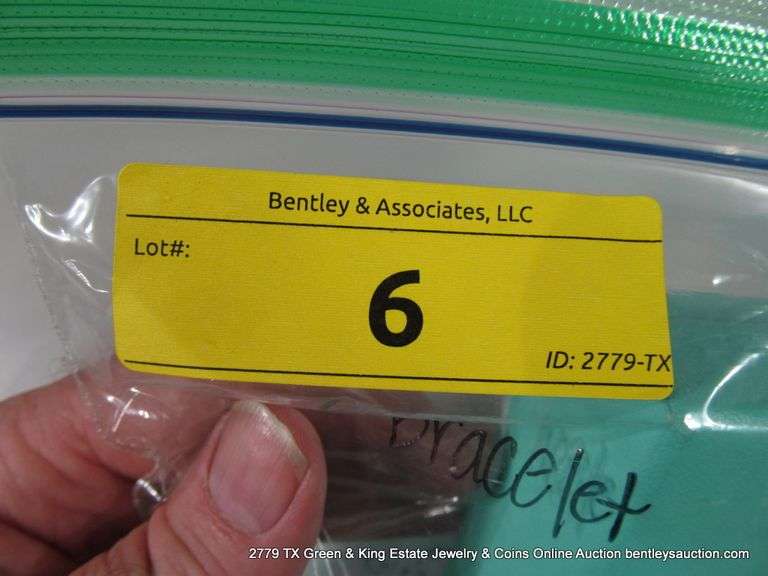 Bentley & Associates, LLC
Lot#:
6
ID: 2779-TX
Bracelet
2779 TX Green & King Estate Jewelry & Coins Online Auction bentleysauction.com